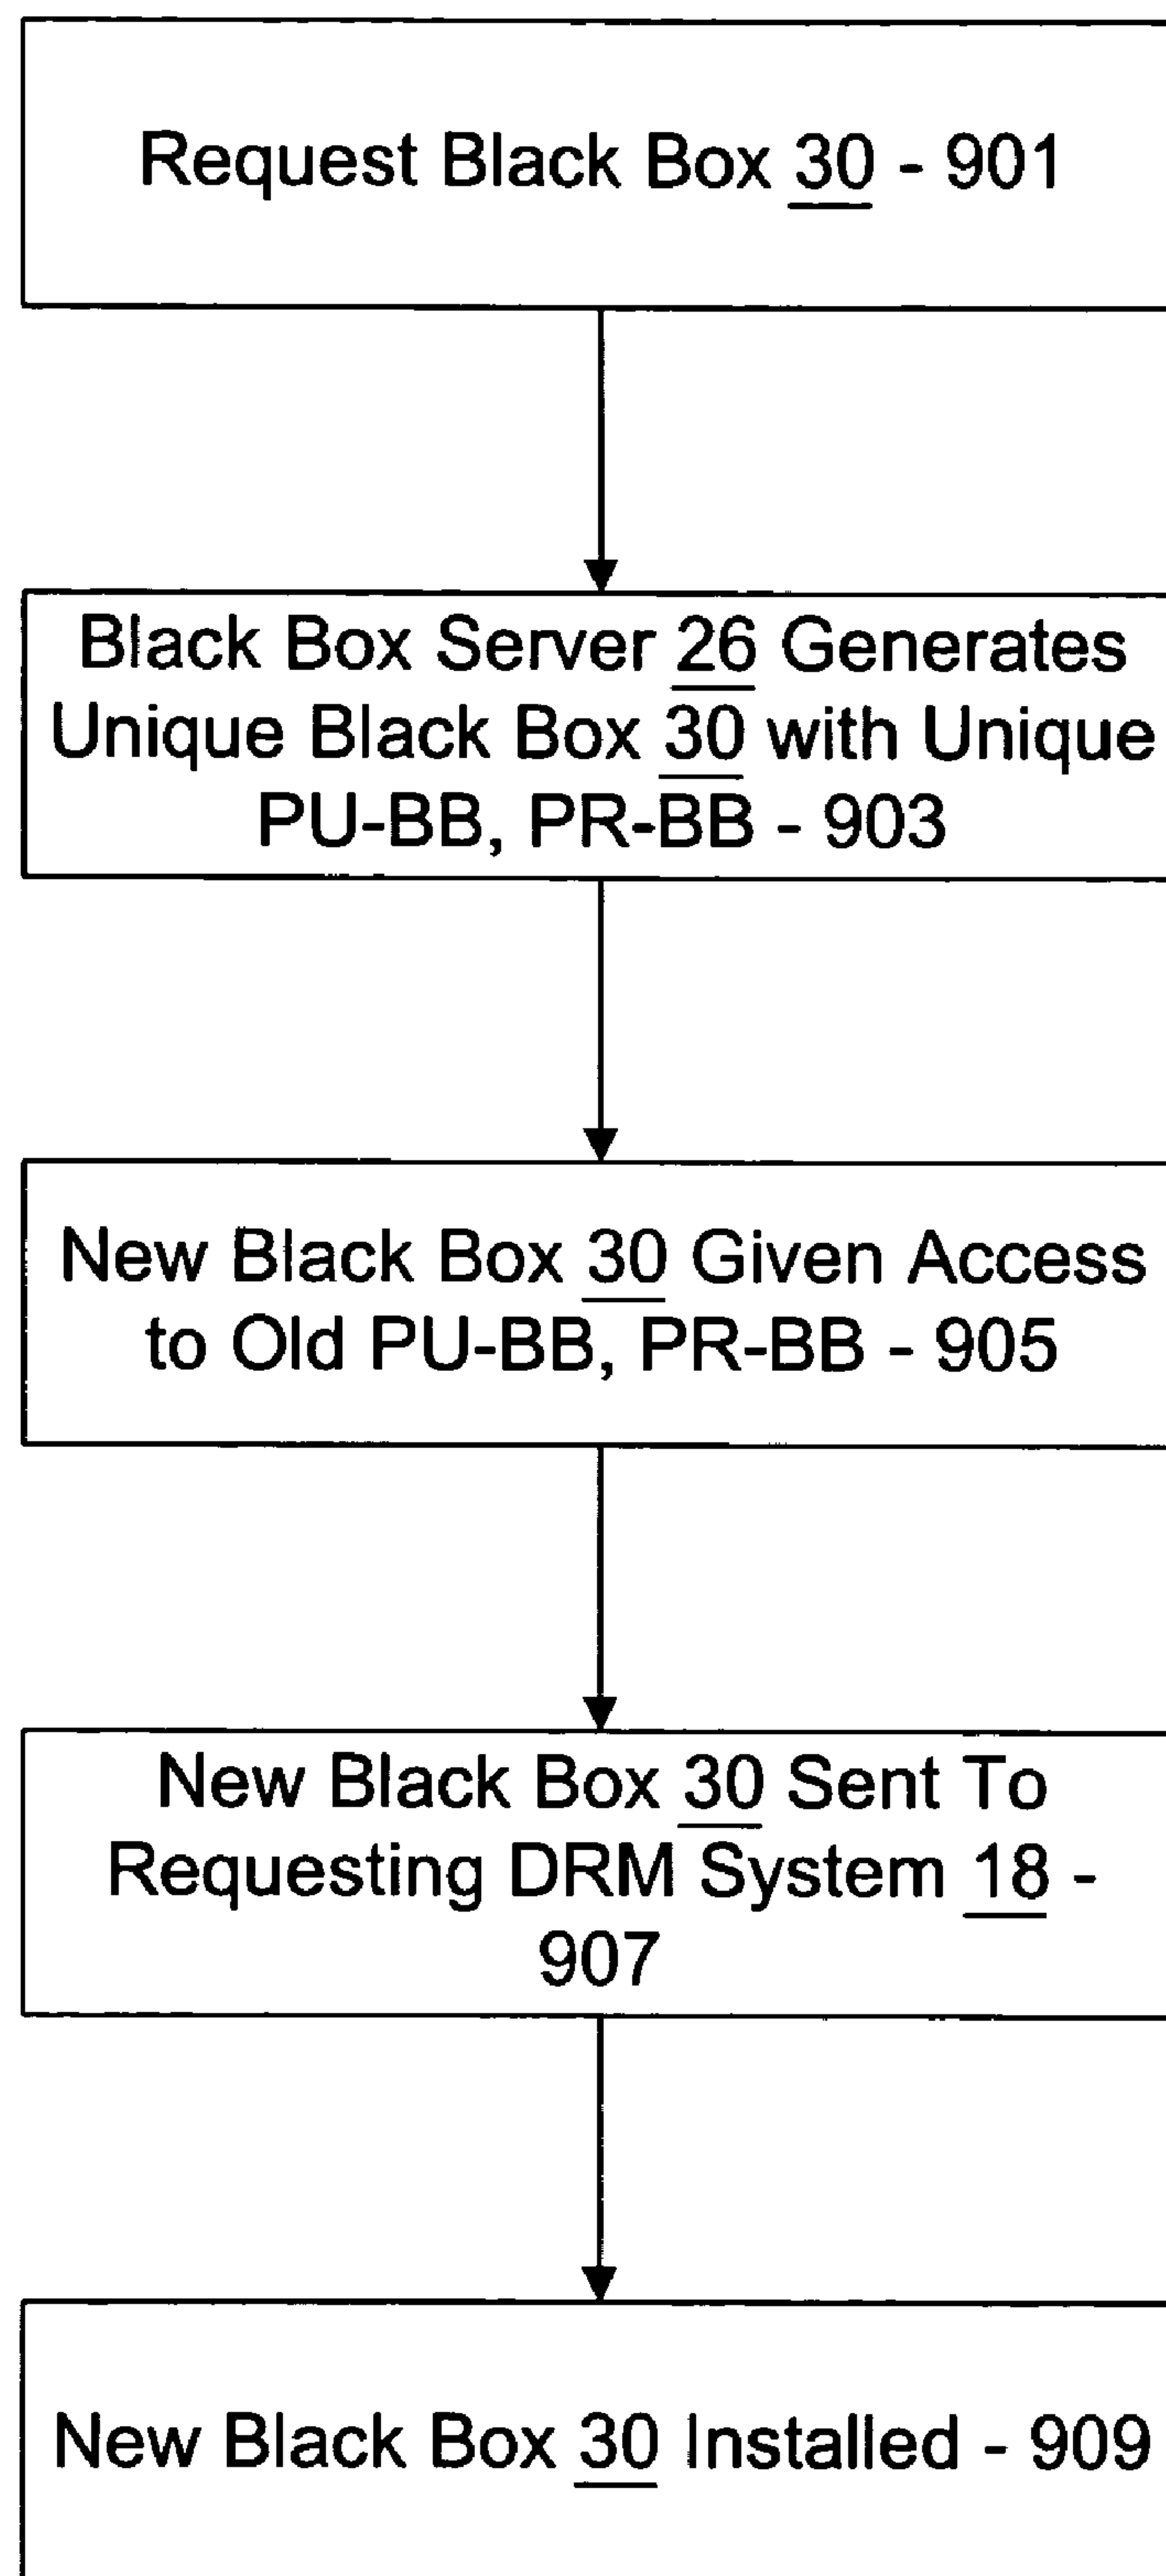 Request Black Box 30 - 901
Black Box Server 26 Generates
Unique Black Box 30 with Unique
PU-BB, PR-BB - 903
New Black Box 30 Given Access
to Old PU-BB, PR-BB - 905
New Black Box 30 Sent To
Requesting DRM System 18 -
907
New Black Box 30 Installed - 909